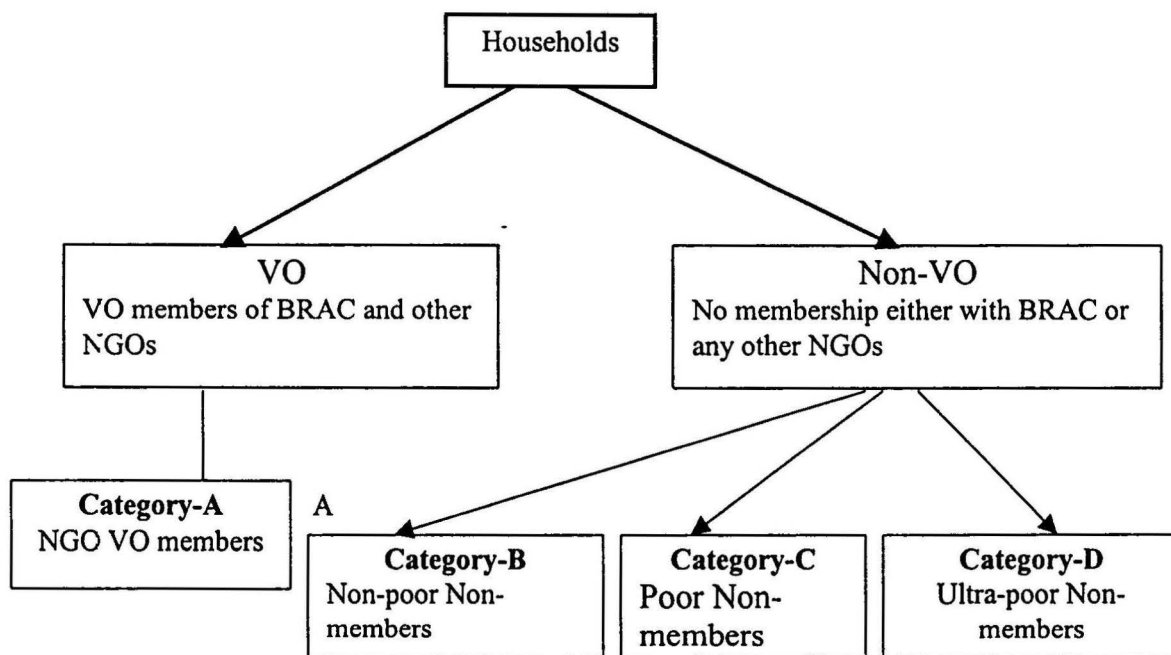 Households
VO
VO members of BRAC and other
NGOs
Non-VO
No membership either with BRAC or
any other NGOs
Category-A
NGO VO members
A
Category-B
Non-poor Non-
members
Category-C
Poor Non-
members
Category-D
Ultra-poor Non-
members